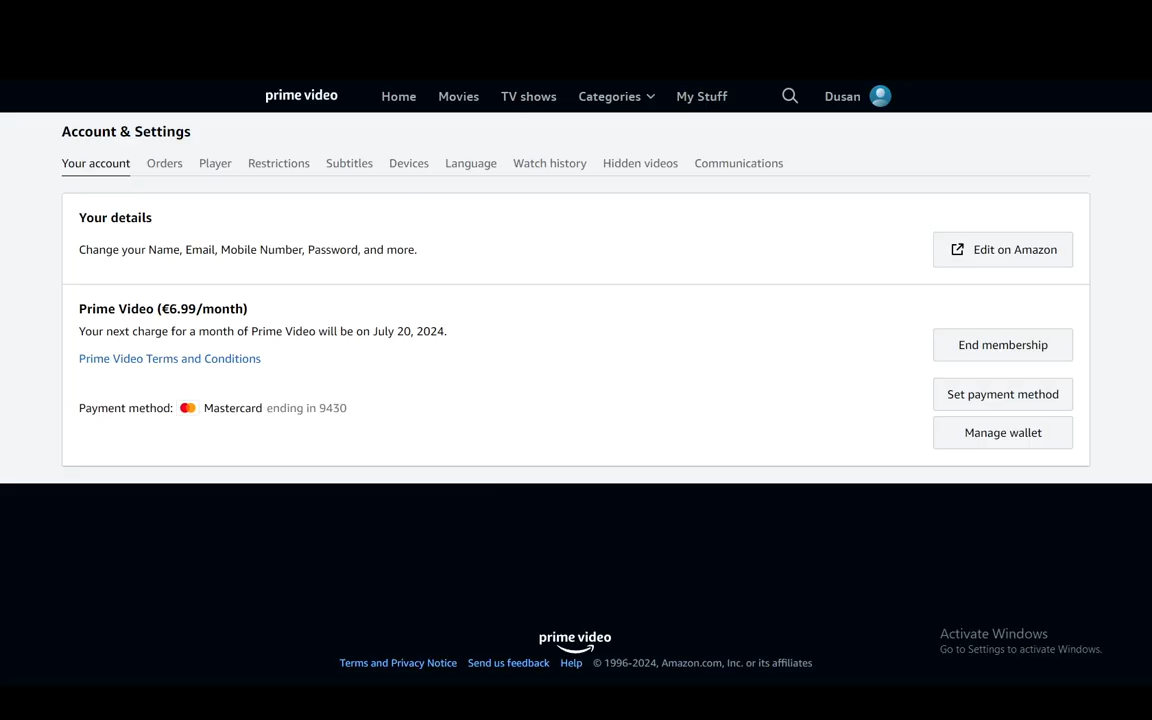 prime video Home Movies TV shows Categories My Stuff Dusan
Account & Settings
Your account Orders Player Restrictions Subtitles Devices Language Watch history Hidden videos Communications
Your details
Change your Name, Email, Mobile Number, Password, and more.
Edit on Amazon
Prime Video (€6.99/month)
Your next charge for a month of Prime Video will be on July 20, 2024.
End membership
Prime Video Terms and Conditions
Set payment method
Payment method: Mastercard ending in 9430
Manage wallet
prime video
Activate Windows
Go to Settings to activate Windows.
Terms and Privacy Notice Send us feedback Help © 1996-2024, Amazon.com, Inc. or its affiliates